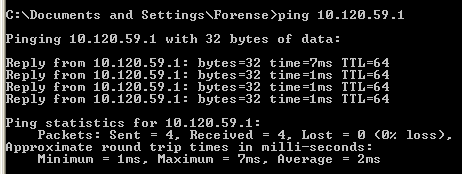 C:\Documents and Settings\Forense>ping 10.120.59.1
Pinging 10.120.59.1 with 32 bytes of data:
Reply from 10.120.59.1: bytes=32 time=7ms TTL=64
Reply from 10.120.59.1: bytes=32 time=1ms TTL=64
Reply from 10.120.59.1: bytes=32 time=1ms TTL=64
Reply from 10.120.59.1: bytes=32 time=1ms TTL=64
Ping statistics for 10.120.59.1:
Packets: Sent = 4, Received = 4, Lost = 0 (0% loss),
Approximate round trip times in milli-seconds:
Minimum = 1ms, Maximum = 7ms, Average = 2ms